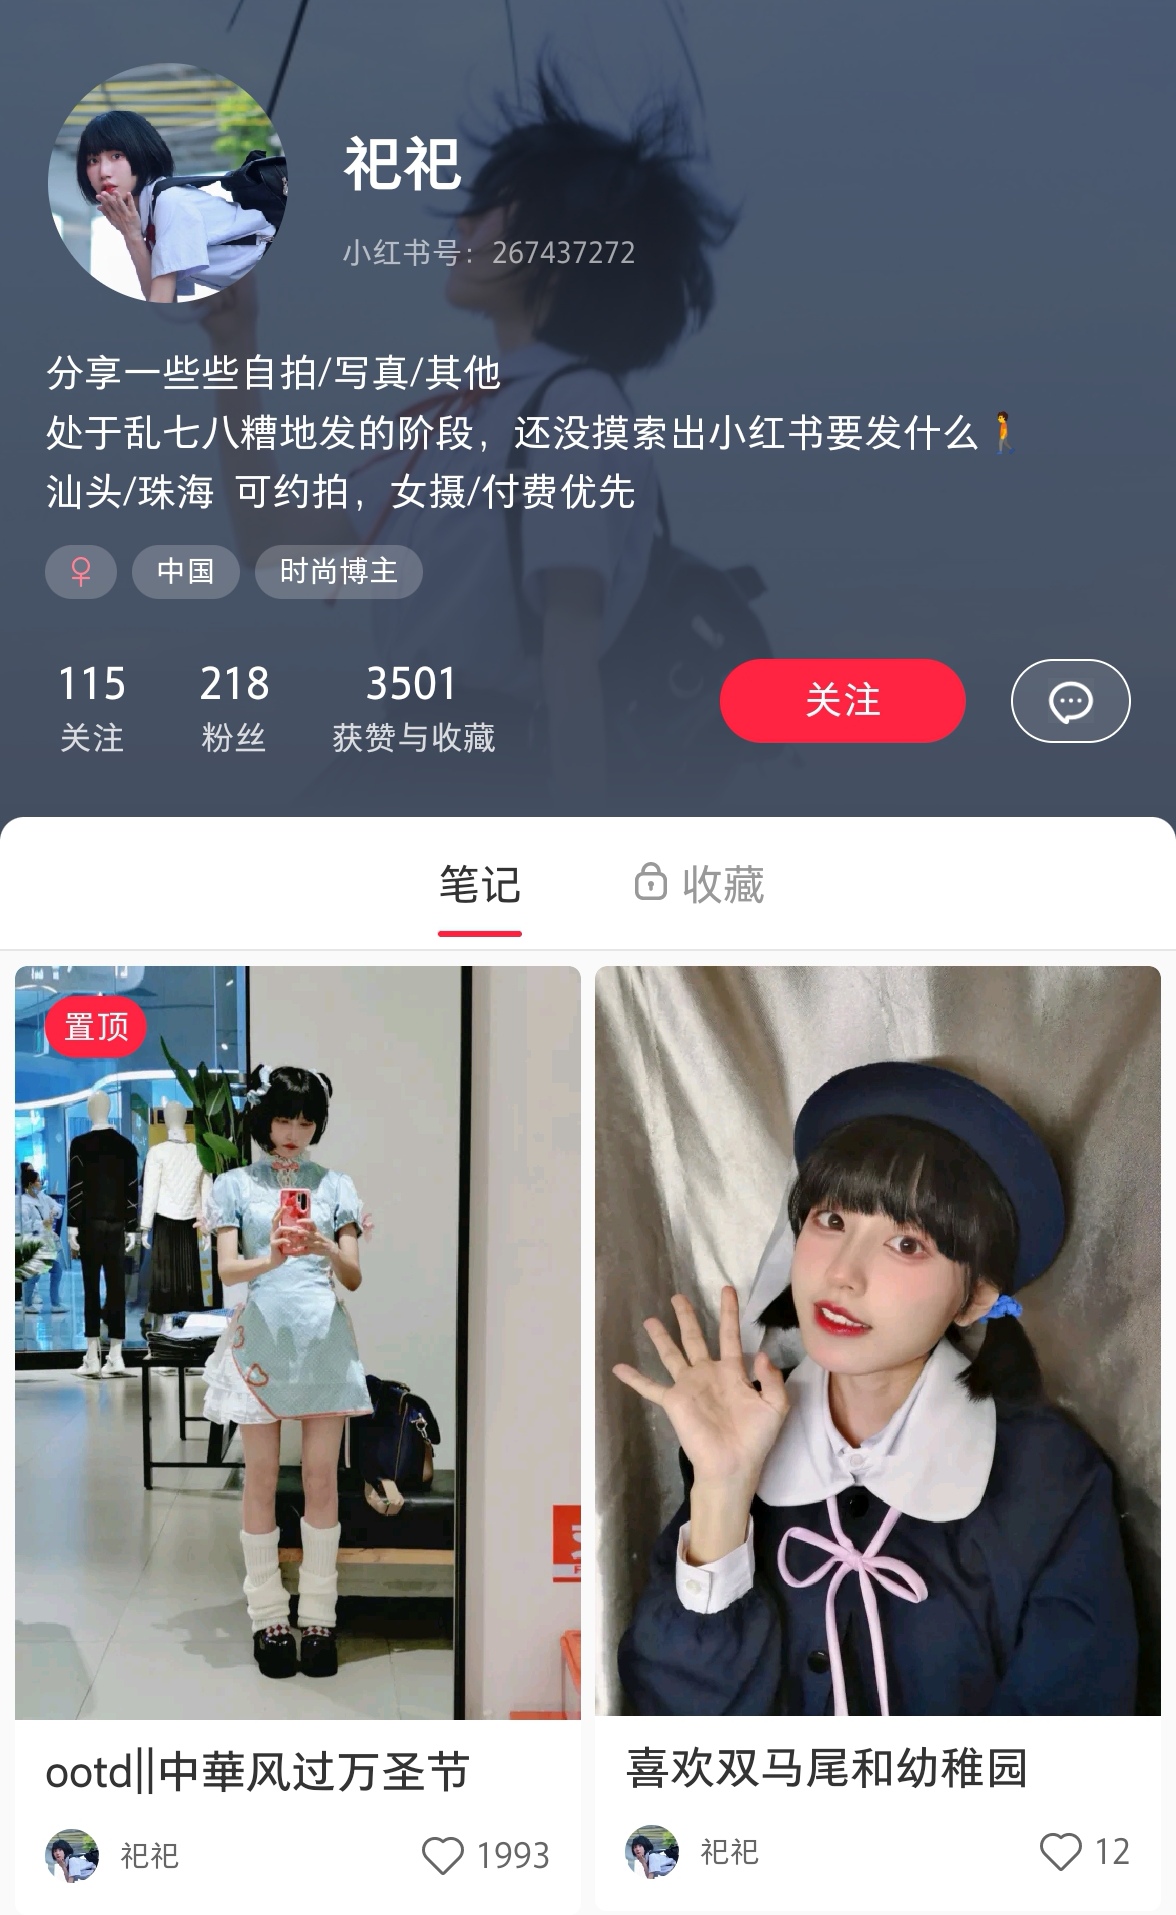 祀祀
小红书号：267437272
分享一些些自拍/写真/其他
处于乱七八糟地发的阶段，还没摸索出小红书要发什么🚶
汕头/珠海 可约拍，女摄/付费优先
♀ 中国 时尚博主
115 218 3501
关注 粉丝 获赞与收藏
关注
笔记 收藏
置顶
ootd||中華风过万圣节
祀祀 1993
喜欢双马尾和幼稚园
祀祀 12